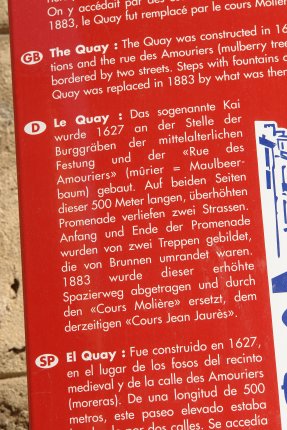 On y accédait par des
1883, le Quay fut remplacé par le cours Molière
GB The Quay : The Quay was constructed in 16
tions and the rues des Amouriers (mulberry tree
bordered by two streets. Steps with fountains
Quay was replaced in 1883 by what was then
D Le Quay : Das sogenannte Kai
wurde 1627 an der Stelle der
Burggräben der mittelalterlichen
Festung und der «Rue des
Amouriers» (mûrier = Maulbeer-
baum) gebaut. Auf beiden Seiten
dieser 500 Meter langen, überhöhten
Promenade verliefen zwei Strassen.
Anfang und Ende der Promenade
wurden von zwei Treppen gebildet,
die von Brunnen umrandet waren.
1883 wurde dieser erhöhte
Spazierweg abgetragen und durch
den «Cours Molière» ersetzt, dem
derzeitigen «Cours Jean Jaurès».
SP El Quay : Fue construido en 1627,
en el lugar de los fosos del recinto
medieval y de la calle des Amouriers
(moreras). De una longitud de 500
metros, este paseo elevado estaba
por dos calles. Se accedía